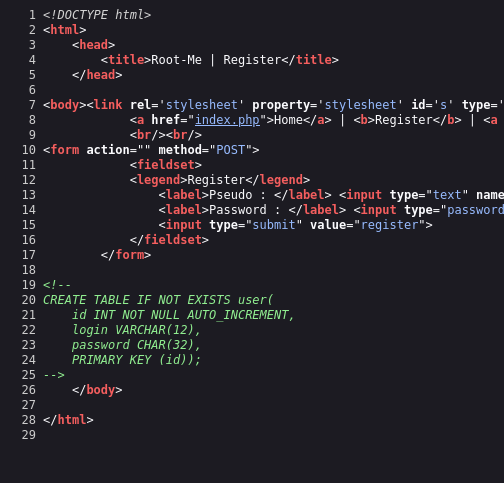 1 <!DOCTYPE html>
2 <html>
3     <head>
4         <title>Root-Me | Register</title>
5     </head>
6
7 <body><link rel='stylesheet' property='stylesheet' id='s' type='
8             <a href="index.php">Home</a> | <b>Register</b> | <a
9             <br/><br/>
10 <form action="" method="POST">
11             <fieldset>
12             <legend>Register</legend>
13                 <label>Pseudo : </label> <input type="text" name
14                 <label>Password : </label> <input type="password
15                 <input type="submit" value="register">
16             </fieldset>
17         </form>
18
19 <!--
20 CREATE TABLE IF NOT EXISTS user(
21     id INT NOT NULL AUTO_INCREMENT,
22     login VARCHAR(12),
23     password CHAR(32),
24     PRIMARY KEY (id));
25 -->
26     </body>
27
28 </html>
29